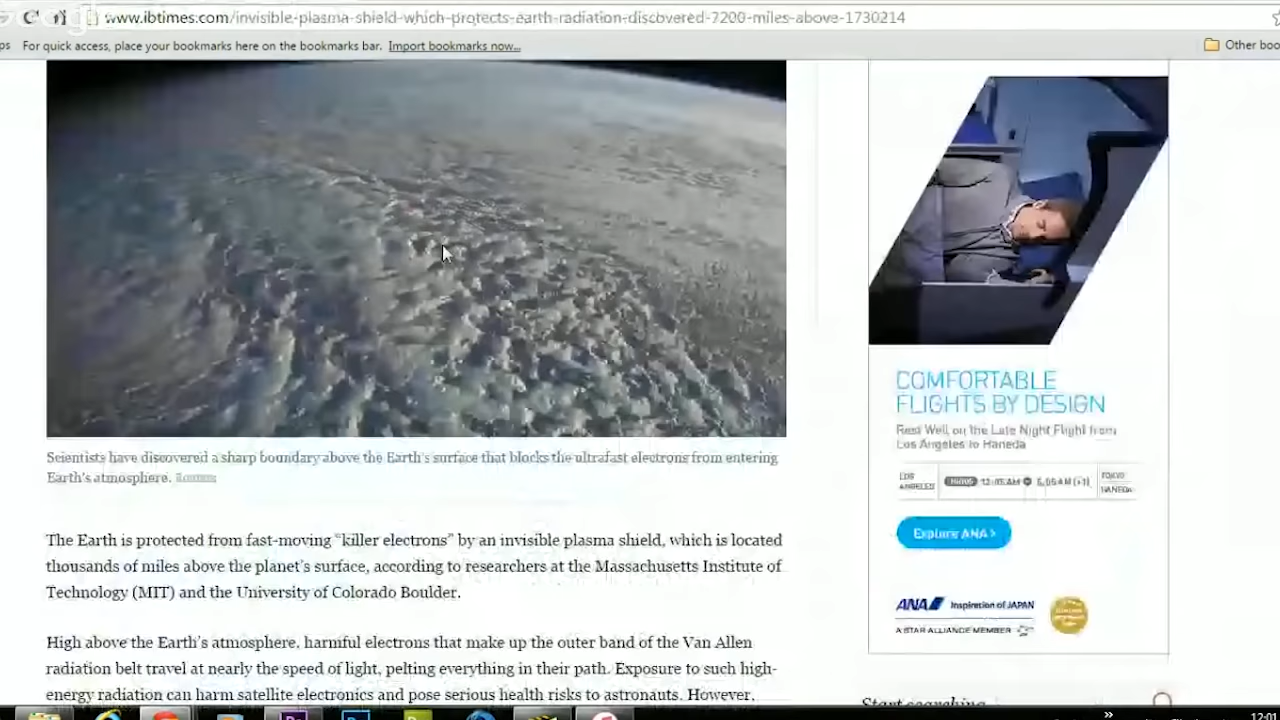 www.ibtimes.com/invisible-plasma-shield-which-protects-earth-radiation-discovered-7200-miles-above-1730214
ps For quick access, place your bookmarks here on the bookmarks bar. Import bookmarks now...
Other boo
Scientists have discovered a sharp boundary above the Earth's surface that blocks the ultrafast electrons from entering
Earth's atmosphere.
The Earth is protected from fast-moving "killer electrons" by an invisible plasma shield, which is located
thousands of miles above the planet's surface, according to researchers at the Massachusetts Institute of
Technology (MIT) and the University of Colorado Boulder.
High above the Earth's atmosphere, harmful electrons that make up the outer band of the Van Allen
radiation belt travel at nearly the speed of light, pelting everything in their path. Exposure to such high-
energy radiation can harm satellite electronics and pose serious health risks to astronauts. However,
COMFORTABLE
FLIGHTS BY DESIGN
Rest Well on the Late Night Flight from
Los Angeles to Haneda
LOS
ANGELES
12:05 AM
5:05 AM (+1)
TOKYO
HANEDA
Explore ANA >
ANA Inspiration of JAPAN
A STAR ALLIANCE MEMBER
Start searching
12:01